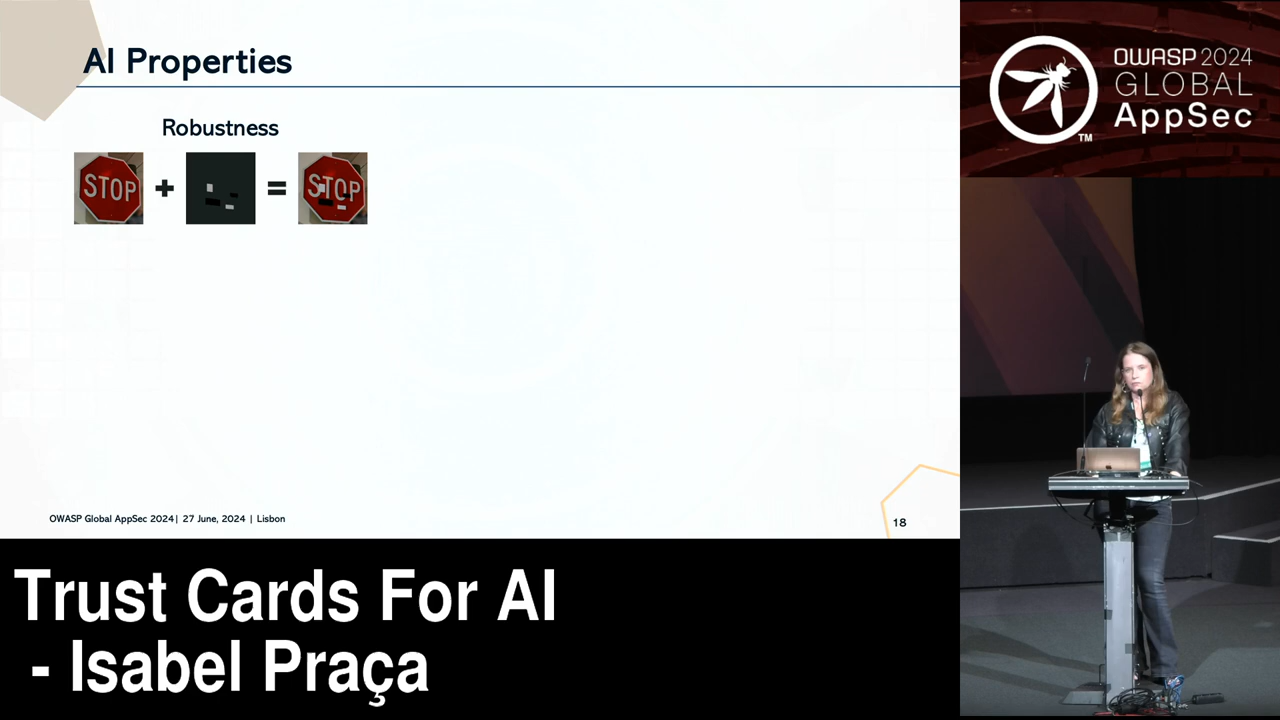 AI Properties
Robustness
STOP + = STOP
OWASP Global AppSec 2024| 27 June, 2024 | Lisbon
18
OWASP 2024
GLOBAL
AppSec
TM
Trust Cards For AI
- Isabel Praça